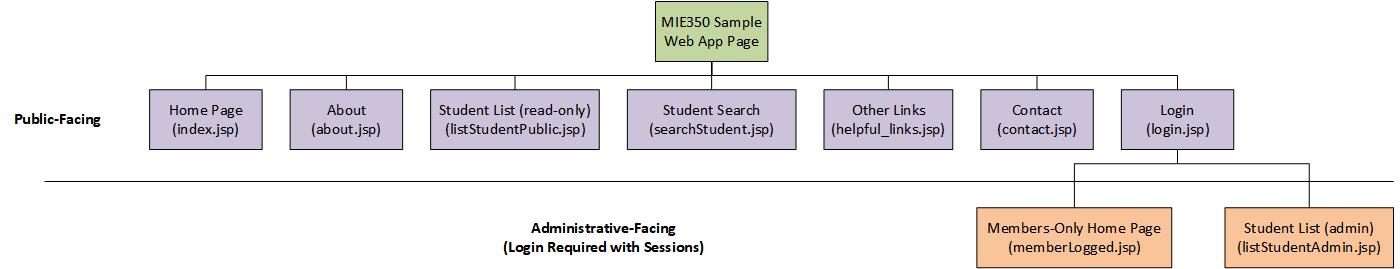 MIE350 Sample
Web App Page
Public-Facing
Home Page
(index.jsp)
About
(about.jsp)
Student List (read-only)
(listStudentPublic.jsp)
Student Search
(searchStudent.jsp)
Other Links
(helpful_links.jsp)
Contact
(contact.jsp)
Login
(login.jsp)
Administrative-Facing
(Login Required with Sessions)
Members-Only Home Page
(memberLogged.jsp)
Student List (admin)
(listStudentAdmin.jsp)